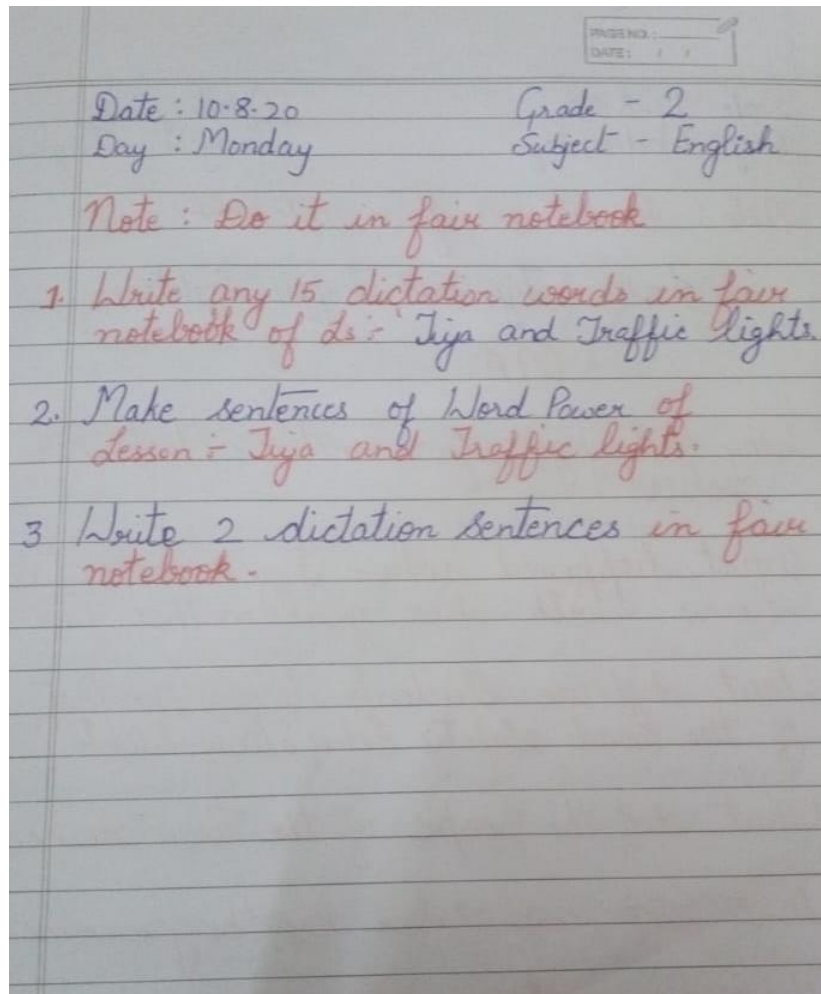 PAGE NO.:
DATE: / /
Date : 10.8.20 Grade - 2
Day : Monday Subject - English
Note : Do it in fair notebook
1. Write any 15 dictation words in fair
notebook of Ls :- Jija and Traffic lights.
2. Make sentences of Word Power of
Lesson :- Jija and Traffic lights.
3 Write 2 dictation sentences in fair
notebook.